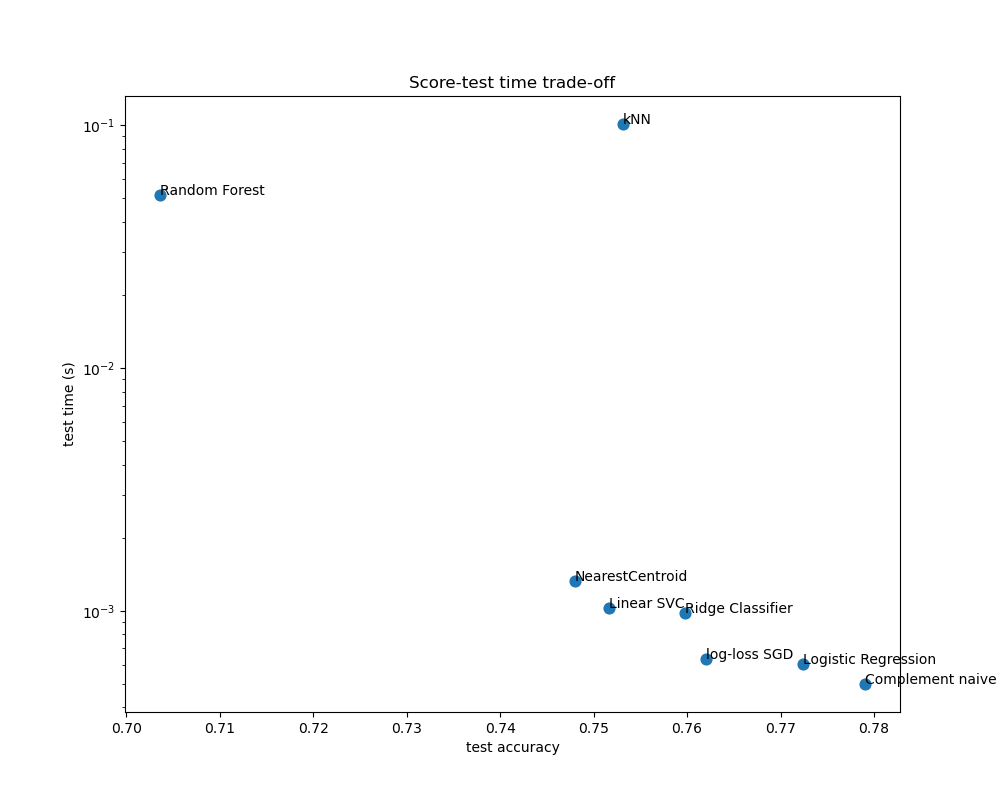 Score-test time trade-off
10⁻¹
10⁻²
10⁻³
test time (s)
kNN
Random Forest
NearestCentroid
Linear SVC
Ridge Classifier
log-loss SGD
Logistic Regression
Complement naive
0.70 0.71 0.72 0.73 0.74 0.75 0.76 0.77 0.78
test accuracy